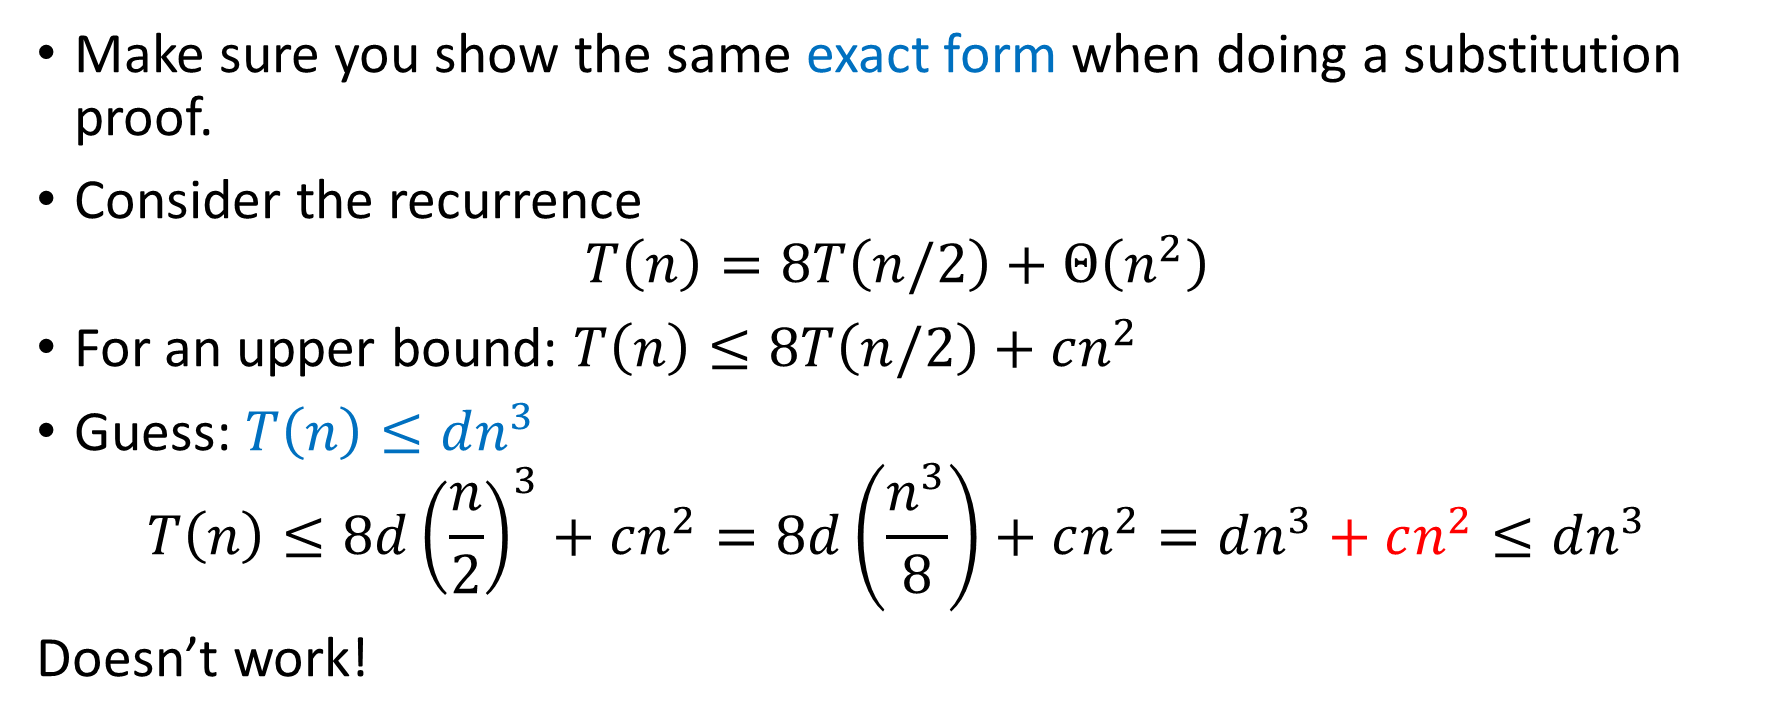 • Make sure you show the same exact form when doing a substitution
proof.
• Consider the recurrence
T(n) = 8T(n/2) + Θ(n²)
• For an upper bound: T(n) ≤ 8T(n/2) + cn²
• Guess: T(n) ≤ dn³
T(n) ≤ 8d(n/2)³ + cn² = 8d(n³/8) + cn² = dn³ + cn² ≤ dn³
Doesn’t work!